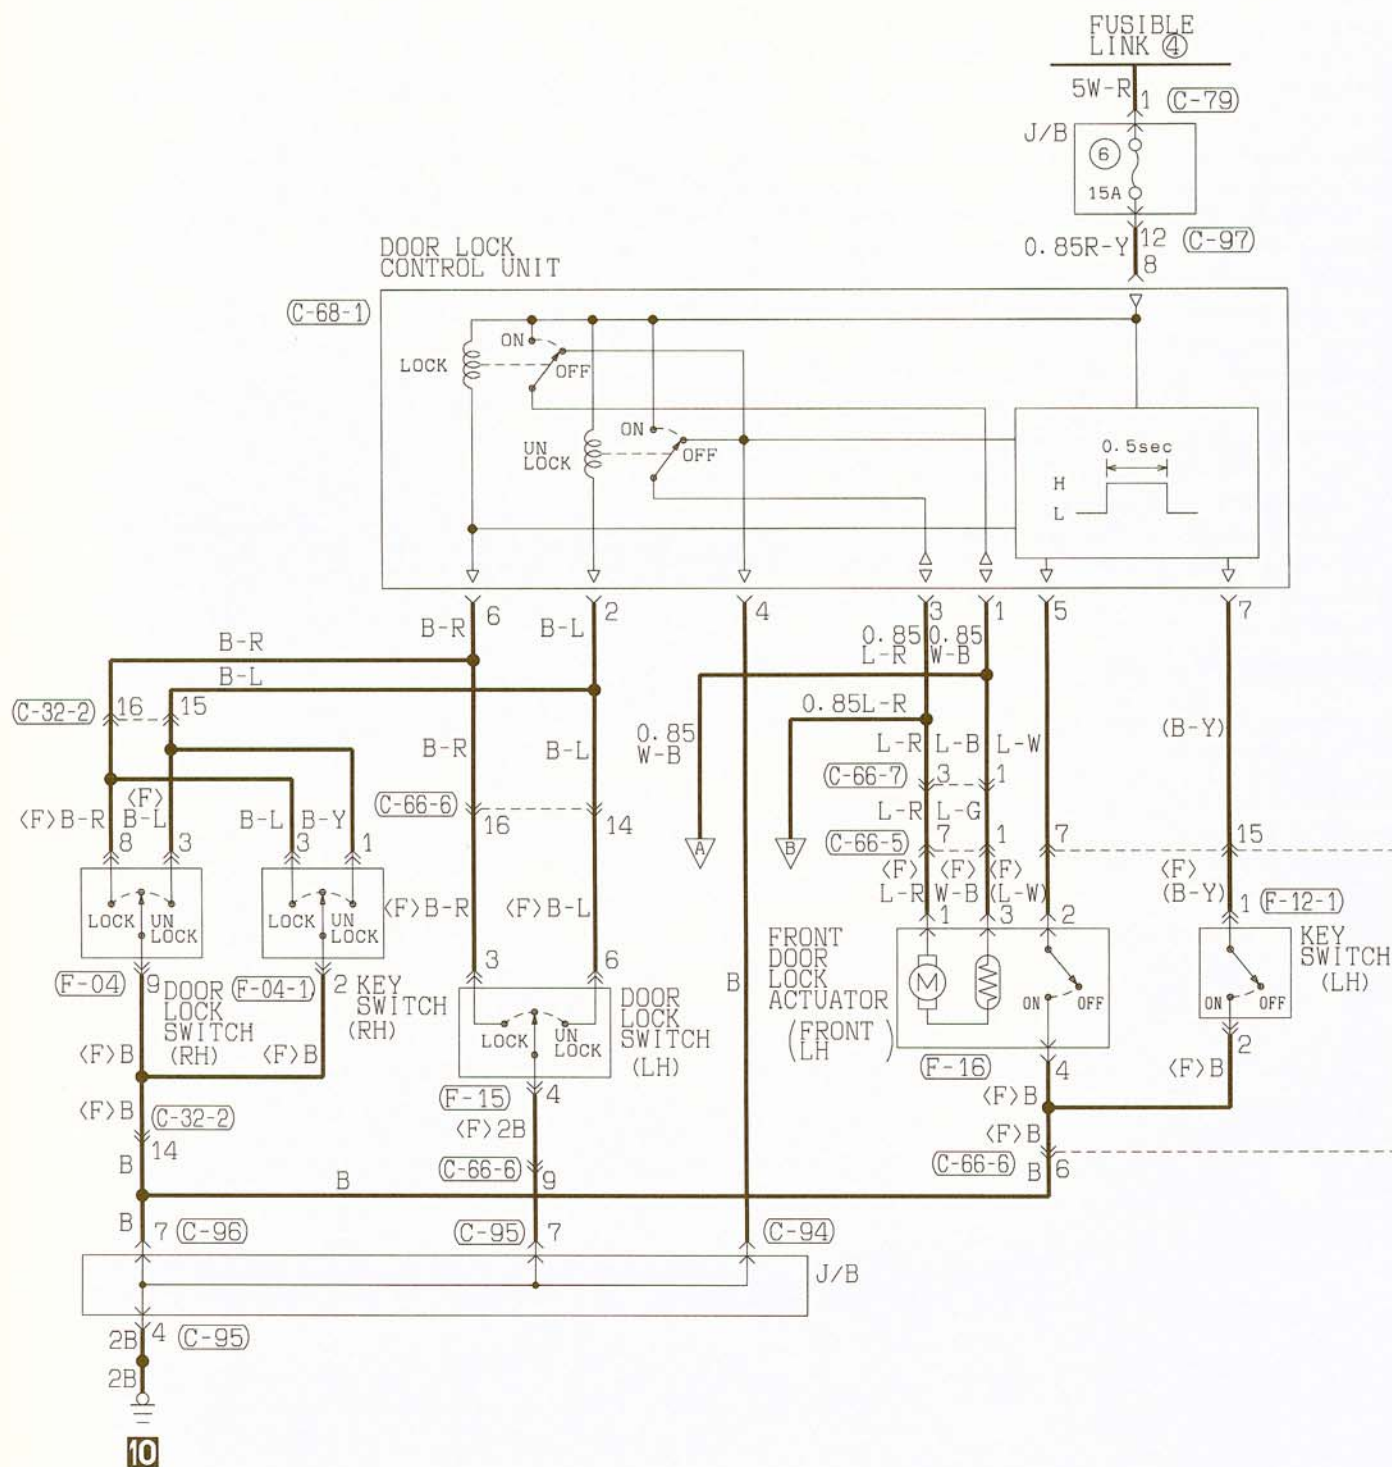 FUSIBLE
LINK ④
5W-R
1
(C-79)
J/B
6
15A
12
(C-97)
0.85R-Y
8
DOOR LOCK
CONTROL UNIT
(C-68-1)
ON
LOCK
OFF
ON
UN
LOCK
OFF
0.5sec
H
L
6
2
4
3
1
5
7
B-R
B-L
0.85
L-R
0.85
W-B
B-R
B-L
(C-32-2)
16
15
0.85L-R
0.85
W-B
B-R
B-L
L-R
L-B
L-W
(B-Y)
(C-66-7)
3
1
(C-66-6)
16
14
L-R
L-G
<F>B-R
<F>
B-L
B-L
B-Y
8
3
3
1
A
B
(C-66-5)
7
1
7
15
<F>
L-R
<F>
W-B
<F>
(L-W)
<F>
(B-Y)
LOCK
UN
LOCK
LOCK
UN
LOCK
<F>B-R
<F>B-L
1
3
2
1
(F-12-1)
(F-04)
9
DOOR
LOCK
SWITCH
(RH)
(F-04-1)
2
KEY
SWITCH
(RH)
3
6
LOCK
UN
LOCK
DOOR
LOCK
SWITCH
(LH)
B
FRONT
DOOR
LOCK
ACTUATOR
(FRONT
LH)
M
ON
OFF
ON
OFF
KEY
SWITCH
(LH)
<F>B
<F>B
(F-15)
4
(F-16)
4
2
<F>B
<F>B
<F>B
(C-32-2)
14
<F>2B
<F>B
B
(C-66-6)
9
(C-66-6)
6
B
B
B
7
(C-96)
(C-95)
7
(C-94)
J/B
4
(C-95)
2B
2B
10